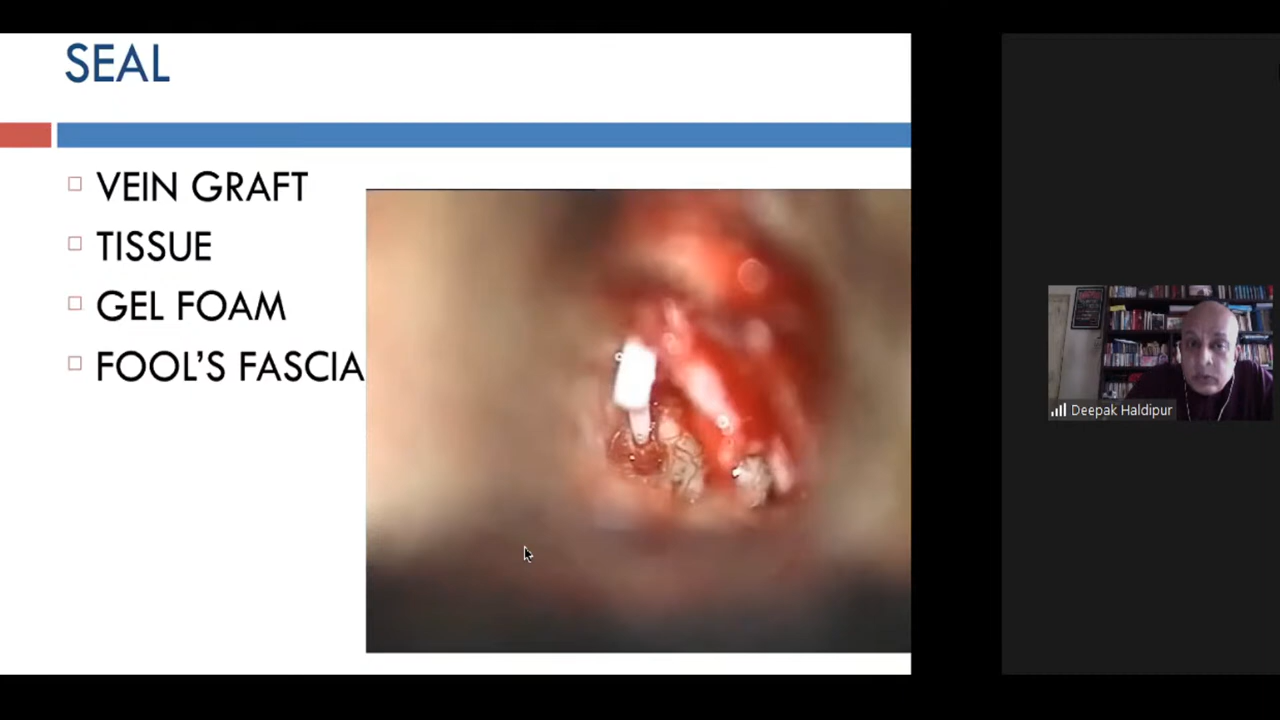 SEAL
VEIN GRAFT
TISSUE
GEL FOAM
FOOL'S FASCIA
Deepak Haldipur